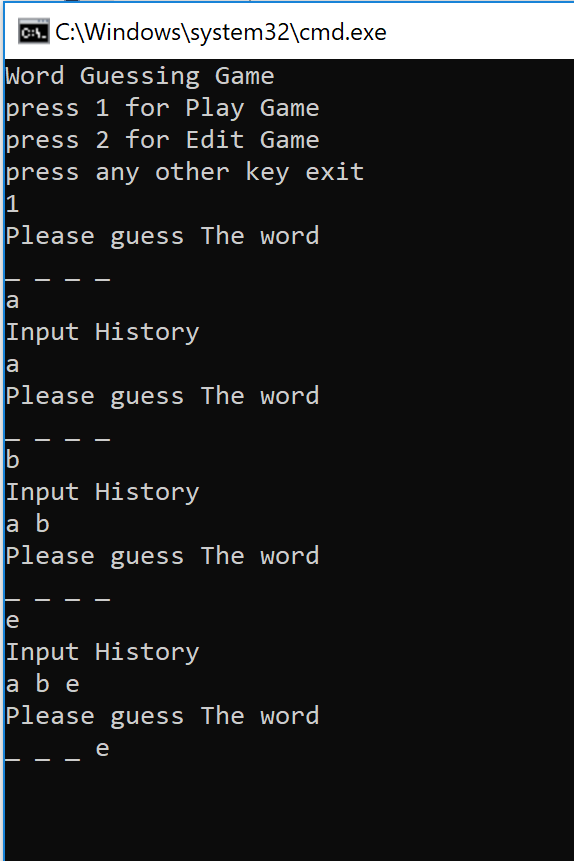 C:\Windows\system32\cmd.exe
Word Guessing Game
press 1 for Play Game
press 2 for Edit Game
press any other key exit
1
Please guess The word
_ _ _ _
a
Input History
a
Please guess The word
_ _ _ _
b
Input History
a b
Please guess The word
_ _ _ _
e
Input History
a b e
Please guess The word
_ _ _ e